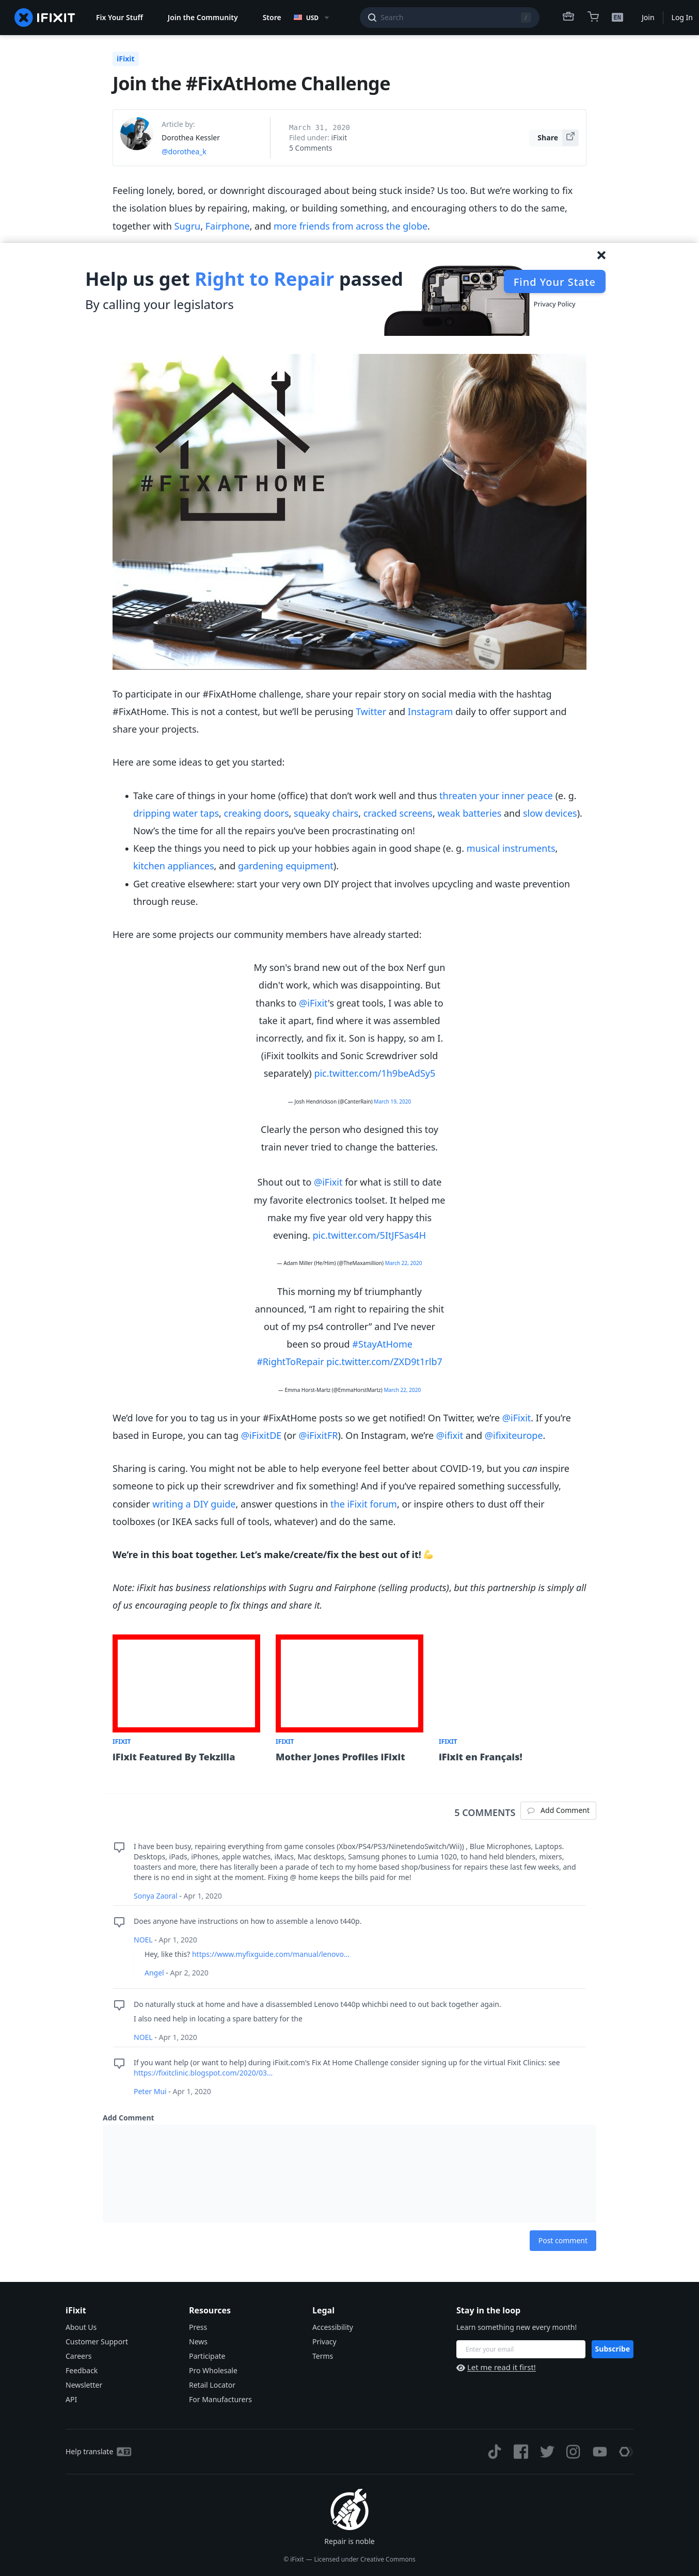 IFIXIT
Fix Your Stuff
Join the Community
Store
USD
Search
/
EN
Join
Log In
iFixit
Join the #FixAtHome Challenge
Article by:
Dorothea Kessler
@dorothea_k
March 31, 2020
Filed under: iFixit
5 Comments
Share
Feeling lonely, bored, or downright discouraged about being stuck inside? Us too. But we’re working to fix
the isolation blues by repairing, making, or building something, and encouraging others to do the same,
together with Sugru, Fairphone, and more friends from across the globe.
Help us get Right to Repair passed
By calling your legislators
Find Your State
Privacy Policy
#FIXATHOME
To participate in our #FixAtHome challenge, share your repair story on social media with the hashtag
#FixAtHome. This is not a contest, but we’ll be perusing Twitter and Instagram daily to offer support and
share your projects.
Here are some ideas to get you started:
Take care of things in your home (office) that don’t work well and thus threaten your inner peace (e. g.
dripping water taps, creaking doors, squeaky chairs, cracked screens, weak batteries and slow devices).
Now’s the time for all the repairs you’ve been procrastinating on!
Keep the things you need to pick up your hobbies again in good shape (e. g. musical instruments,
kitchen appliances, and gardening equipment).
Get creative elsewhere: start your very own DIY project that involves upcycling and waste prevention
through reuse.
Here are some projects our community members have already started:
My son's brand new out of the box Nerf gun
didn't work, which was disappointing. But
thanks to @iFixit's great tools, I was able to
take it apart, find where it was assembled
incorrectly, and fix it. Son is happy, so am I.
(iFixit toolkits and Sonic Screwdriver sold
separately) pic.twitter.com/1h9beAdSy5
— Josh Hendrickson (@CanterRain) March 19, 2020
Clearly the person who designed this toy
train never tried to change the batteries.
Shout out to @iFixit for what is still to date
my favorite electronics toolset. It helped me
make my five year old very happy this
evening. pic.twitter.com/5ItJFSas4H
— Adam Miller (He/Him) (@TheMaxamillion) March 22, 2020
This morning my bf triumphantly
announced, “I am right to repairing the shit
out of my ps4 controller” and I’ve never
been so proud #StayAtHome
#RightToRepair pic.twitter.com/ZXD9t1rlb7
— Emma Horst-Martz (@EmmaHorstMartz) March 22, 2020
We’d love for you to tag us in your #FixAtHome posts so we get notified! On Twitter, we’re @iFixit. If you’re
based in Europe, you can tag @iFixitDE (or @iFixitFR). On Instagram, we’re @ifixit and @ifixiteurope.
Sharing is caring. You might not be able to help everyone and feel better about COVID-19, but you can inspire
someone to pick up their screwdriver and fix something! And if you’ve repaired something successfully,
consider writing a DIY guide, answer questions in the iFixit forum, or inspire others to dust off their
toolboxes (or IKEA sacks full of tools, whatever) and do the same.
We’re in this boat together. Let’s make/create/fix the best out of it! 💪
Note: iFixit has business relationships with Sugru and Fairphone (selling products), but this partnership is simply all
of us encouraging people to fix things and share it.
IFIXIT
iFixit Featured By Tekzilla
IFIXIT
Mother Jones Profiles iFixit
IFIXIT
iFixit en Français!
5 COMMENTS
Add Comment
I have been busy, repairing everything from game consoles (Xbox/PS4/PS3/NinetendoSwitch/Wii)) , Blue Microphones, Laptops.
Desktops, iPads, iPhones, apple watches, iMacs, Mac desktops, Samsung phones to Lumia 1020, to hand held blenders, mixers,
toasters and more, there has literally been a parade of tech to my home based shop/business for repairs these last few weeks, and
there is no end in sight at the moment. Fixing @ home keeps the bills paid for me!
Sonya Zaoral - Apr 1, 2020
Does anyone have instructions on how to assemble a lenovo t440p.
NOEL - Apr 1, 2020
Hey, like this? https://www.myfixguide.com/manual/lenovo...
Angel - Apr 2, 2020
Do naturally stuck at home and have a disassembled Lenovo t440p whichbi need to out back together again.
I also need help in locating a spare battery for the
NOEL - Apr 1, 2020
If you want help (or want to help) during iFixit.com's Fix At Home Challenge consider signing up for the virtual Fixit Clinics: see
https://fixitclinic.blogspot.com/2020/03...
Peter Mui - Apr 1, 2020
Add Comment
Post comment
iFixit
About Us
Customer Support
Careers
Feedback
Newsletter
API
Resources
Press
News
Participate
Pro Wholesale
Retail Locator
For Manufacturers
Legal
Accessibility
Privacy
Terms
Stay in the loop
Learn something new every month!
Enter your email
Subscribe
Let me read it first!
Help translate
Repair is noble
© iFixit — Licensed under Creative Commons